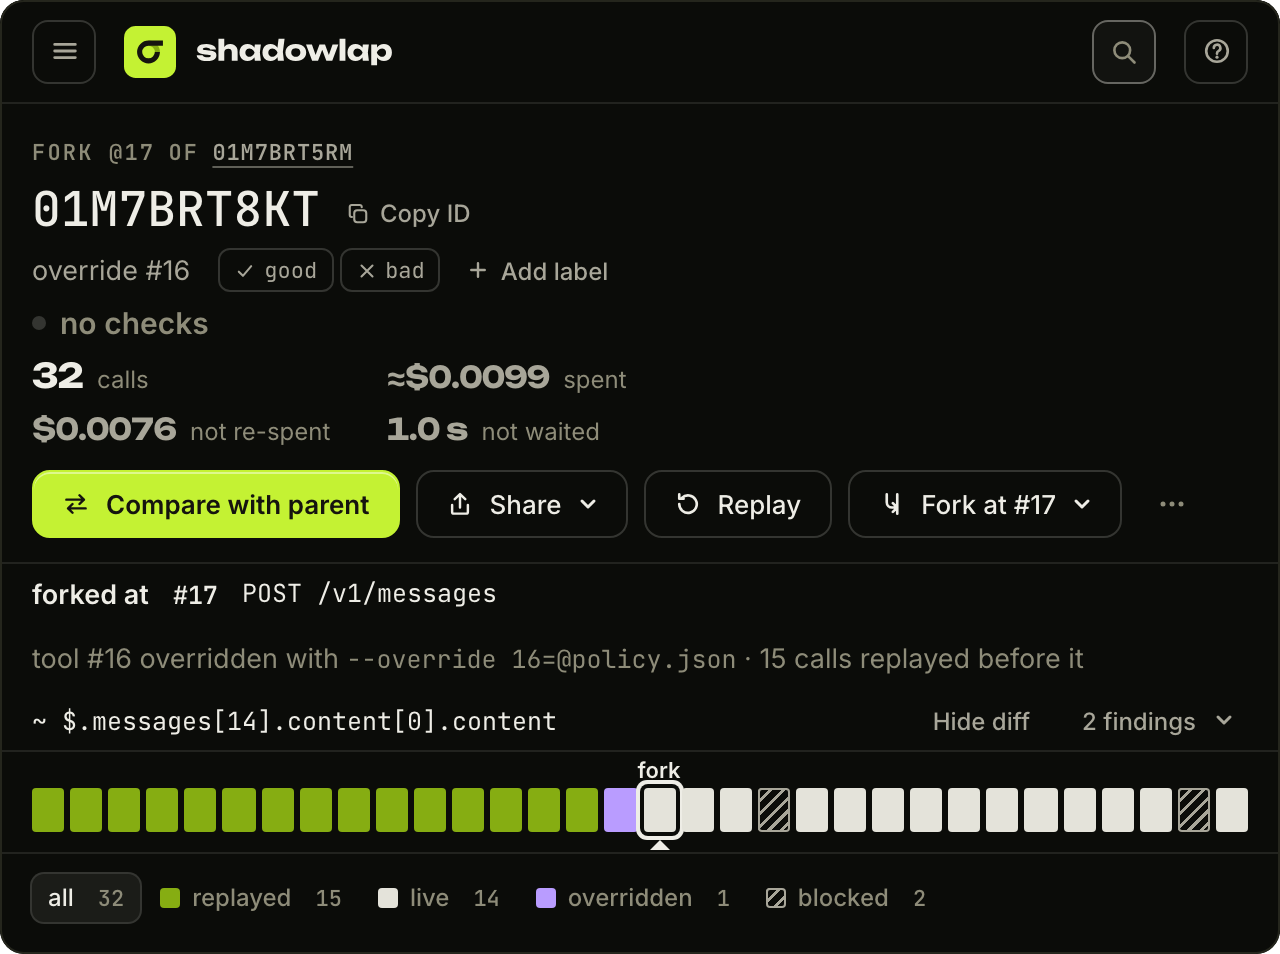 shadowlap
FORK @17 OF 01M7BRT5RM
01M7BRT8KT Copy ID
override #16 good bad Add label
no checks
32 calls ≈$0.0099 spent
$0.0076 not re-spent 1.0 s not waited
Compare with parent Share Replay Fork at #17
forked at #17 POST /v1/messages
tool #16 overridden with --override 16=@policy.json · 15 calls replayed before it
~ $.messages[14].content[0].content Hide diff 2 findings
fork
all 32 replayed 15 live 14 overridden 1 blocked 2